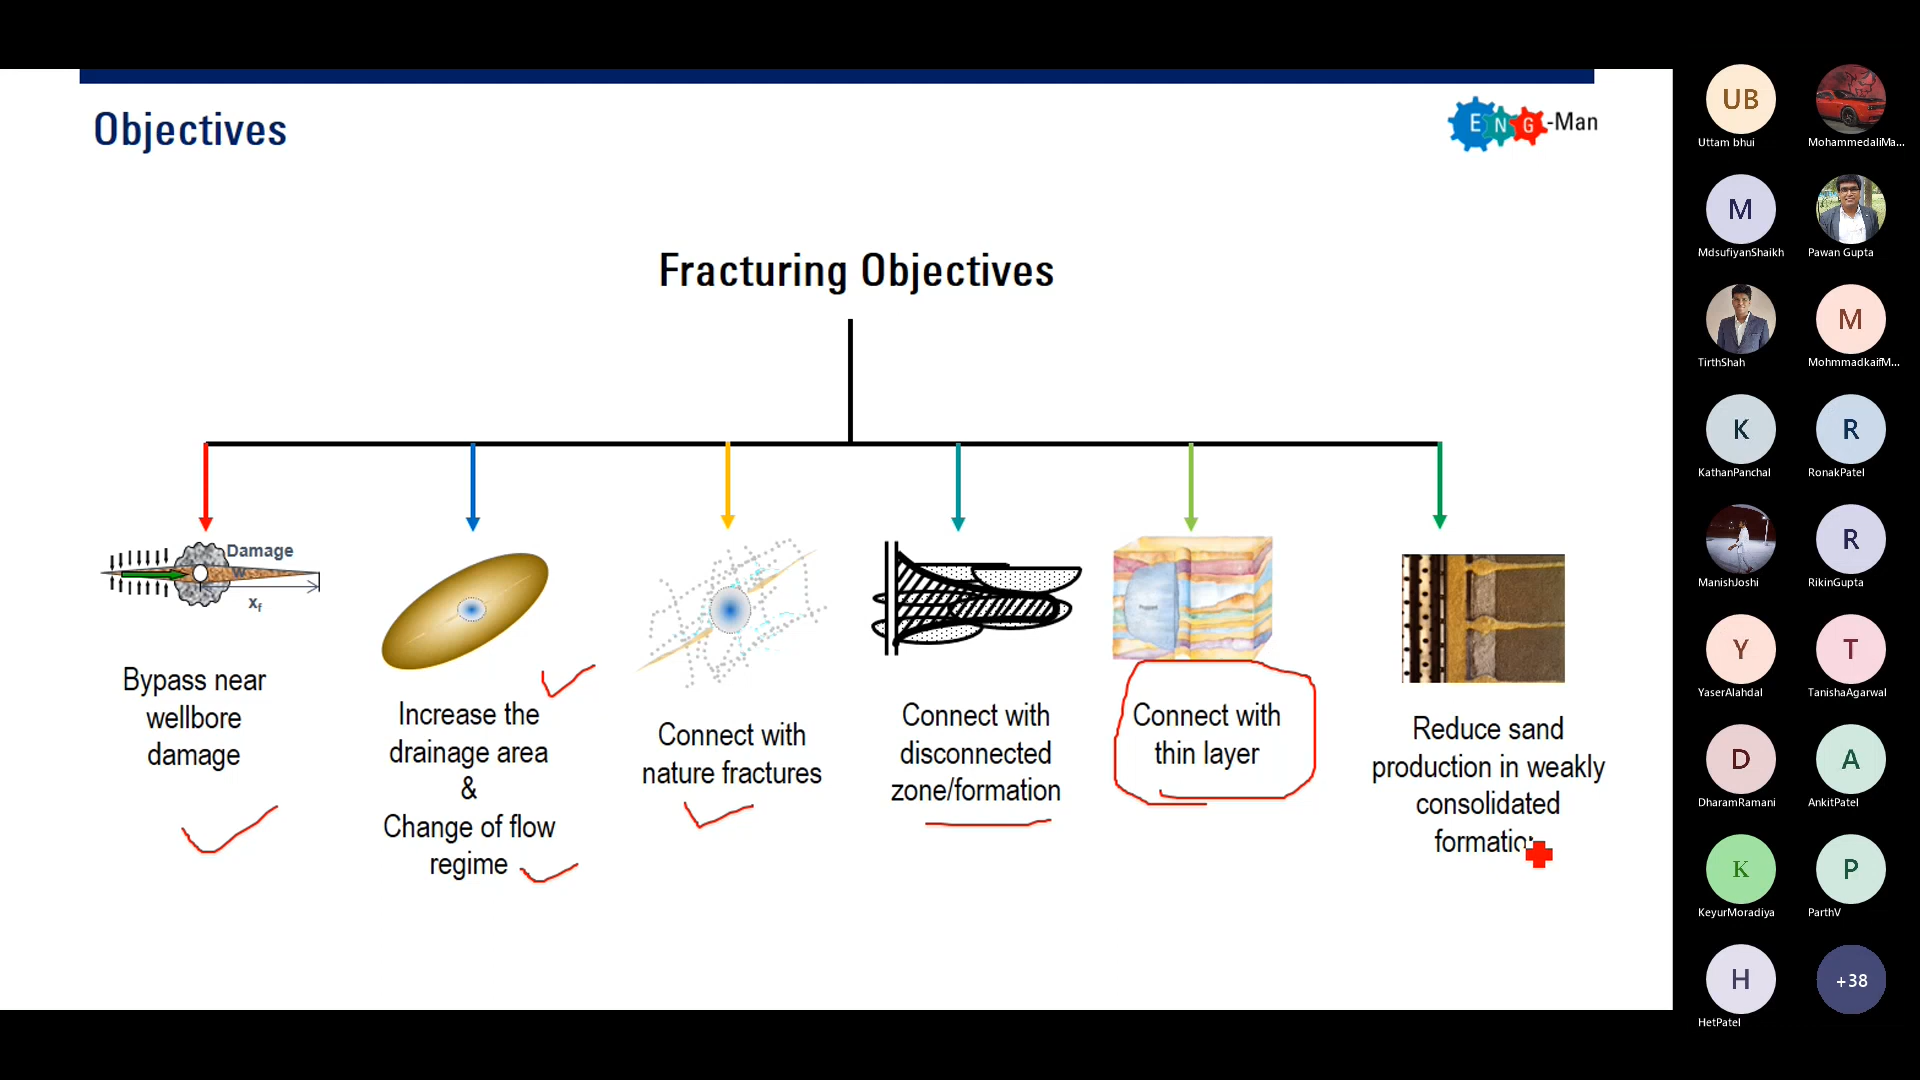 Objectives
E N G -Man
Fracturing Objectives
Damage
w
xf
Bypass near
wellbore
damage
Increase the
drainage area
&
Change of flow
regime
Connect with
nature fractures
Connect with
disconnected
zone/formation
Connect with
thin layer
Reduce sand
production in weakly
consolidated
formation
UB
Uttam bhui
MohammedaliMa...
M
MdsufiyanShaikh
Pawan Gupta
TirthShah
M
MohmmadkaifM...
K
KathanPanchal
R
RonakPatel
ManishJoshi
R
RikinGupta
Y
YaserAlahdal
T
TanishaAgarwal
D
DharamRamani
A
AnkitPatel
K
KeyurMoradiya
P
ParthV
H
HetPatel
+38